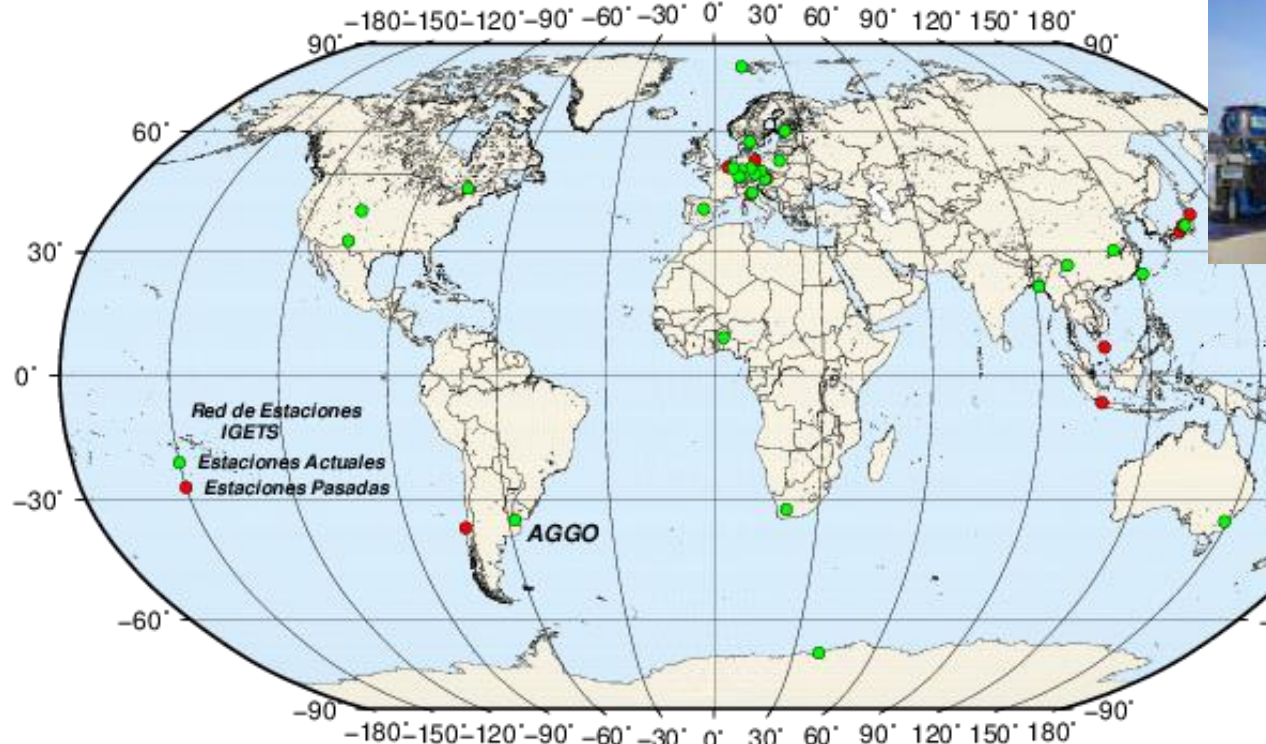 −180˚−150˚−120˚−90˚ −60˚ −30˚ 0˚ 30˚ 60˚ 90˚ 120˚ 150˚ 180˚
90˚ 90˚
60˚
30˚
0˚
Red de Estaciones
IGETS
Estaciones Actuales
Estaciones Pasadas
−30˚
AGGO
−60˚
−90˚ −90˚
−180˚−150˚−120˚−90˚ −60˚ −30˚ 0˚ 30˚ 60˚ 90˚ 120˚ 150˚ 180˚